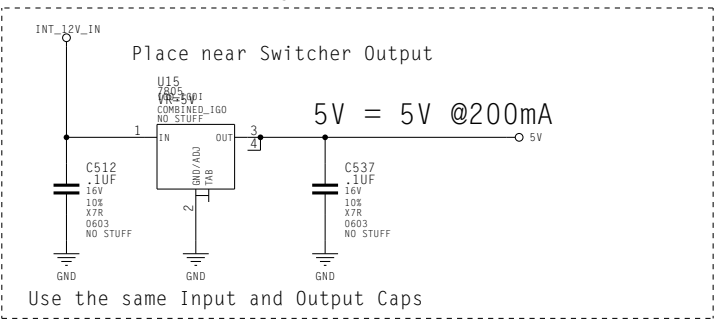 INT_12V_IN
Place near Switcher Output
U15
7805
VR=5V
COMBINED_IGO
NO STUFF
5V = 5V @200mA
1
IN
OUT
3
4
5V
GND/ADJ
TAB
2
C512
.1UF
16V
10%
X7R
0603
NO STUFF
C537
.1UF
16V
10%
X7R
0603
NO STUFF
GND
GND
GND
Use the same Input and Output Caps